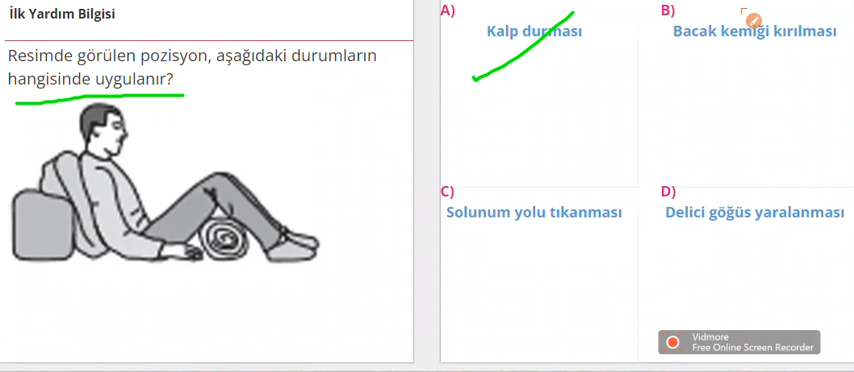 İlk Yardım Bilgisi
Resimde görülen pozisyon, aşağıdaki durumların
hangisinde uygulanır?
A)
Kalp durması
B)
Bacak kemiği kırılması
C)
Solunum yolu tıkanması
D)
Delici göğüs yaralanması
Vidmore
Free Online Screen Recorder